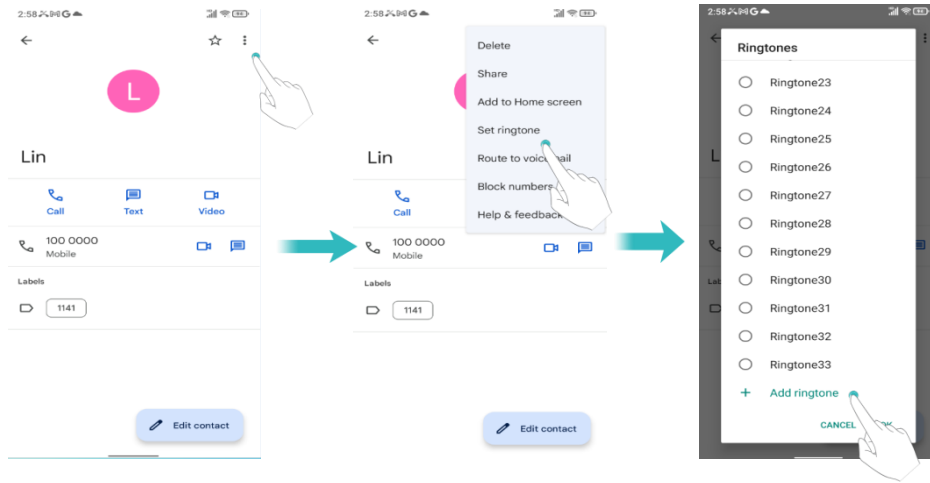 2:58
L
Lin
Call Text Video
100 0000
Mobile
Labels
1141
Edit contact
2:58
Delete
Share
Add to Home screen
Set ringtone
Route to voicemail
Block numbers
Help & feedback
Lin
Call
100 0000
Mobile
Labels
1141
Edit contact
2:58
Ringtones
Ringtone23
Ringtone24
Ringtone25
Ringtone26
Ringtone27
Ringtone28
Ringtone29
Ringtone30
Ringtone31
Ringtone32
Ringtone33
+ Add ringtone
CANCEL